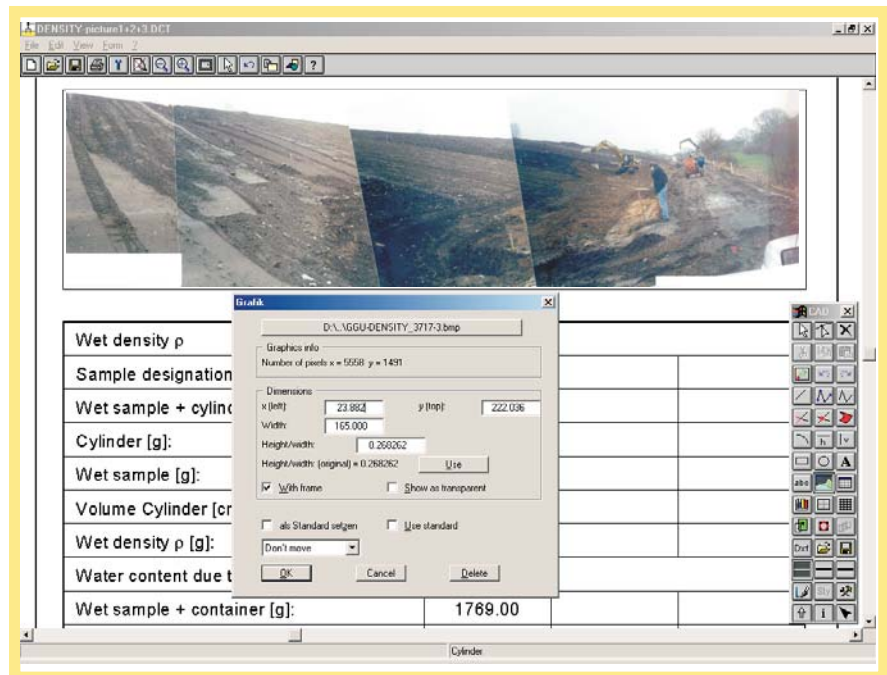 DENSITY-picture1+2+3.DCT
File Edit View Form ?
Wet density ρ
Sample designation
Wet sample + cylinc
Cylinder [g]:
Wet sample [g]:
Volume Cylinder [cr
Wet density ρ [g]:
Water content due t
Wet sample + container [g]: 1769.00
Grafik
D:\..\GGU-DENSITY_3717-3.bmp
Graphics info
Number of pixels x = 5558 y = 1491
Dimensions
x (left): 23.882 y (top): 222.036
Width: 165.000
Height/width: 0.268262
Height/width: (original) = 0.268262 Use
With frame Show as transparent
als Standard setzen Use standard
Don't move
OK Cancel Delete
CAD
A
abc
h
i
Cylinder